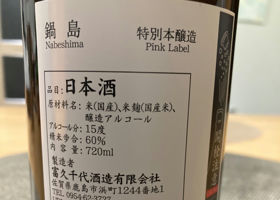 鍋島 特別本醸造
Nabeshima Pink Label
品目:日本酒
原材料名:米(国産)、米麹(国産米)、
醸造アルコール
アルコール分:15度
精米歩合:60%
内容量:720ml
製造者
富久千代酒造有限会社
佐賀県鹿島市浜町1244番地1